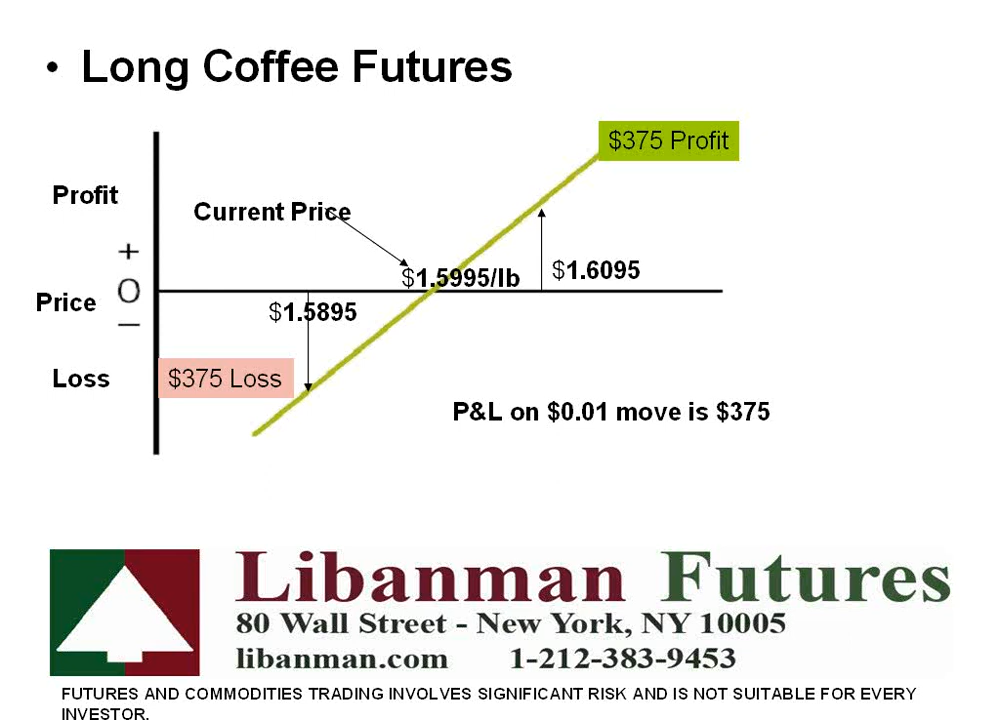 • Long Coffee Futures
$375 Profit
Profit
Current Price
+
$1.5995/lb
$1.6095
Price
0
$1.5895
–
Loss
$375 Loss
P&L on $0.01 move is $375
Libanman Futures
80 Wall Street - New York, NY 10005
libanman.com 1-212-383-9453
FUTURES AND COMMODITIES TRADING INVOLVES SIGNIFICANT RISK AND IS NOT SUITABLE FOR EVERY
INVESTOR.